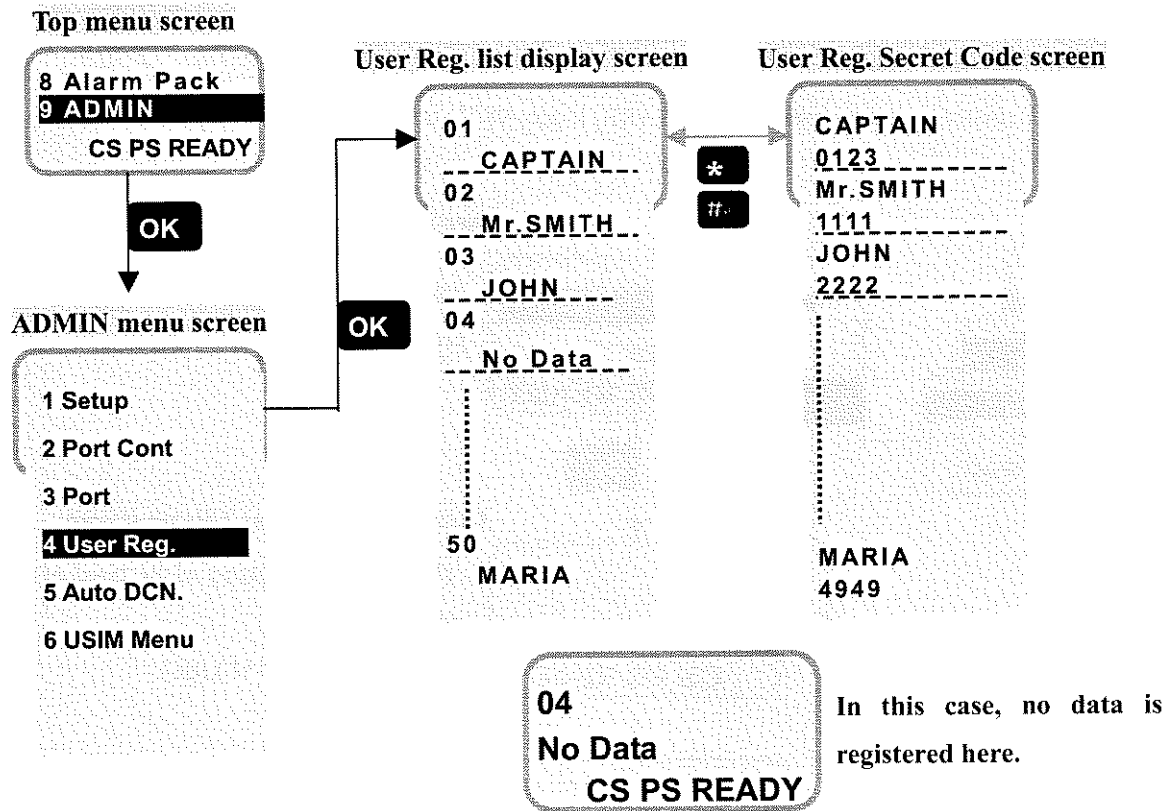 Top menu screen
8 Alarm Pack
9 ADMIN
CS PS READY
OK
ADMIN menu screen
1 Setup
2 Port Cont
3 Port
4 User Reg.
5 Auto DCN.
6 USIM Menu
OK
User Reg. list display screen
01
CAPTAIN
02
Mr.SMITH
03
JOHN
04
No Data
50
MARIA
*
#
User Reg. Secret Code screen
CAPTAIN
0123
Mr.SMITH
1111
JOHN
2222
MARIA
4949
04
No Data
CS PS READY
In this case, no data is
registered here.